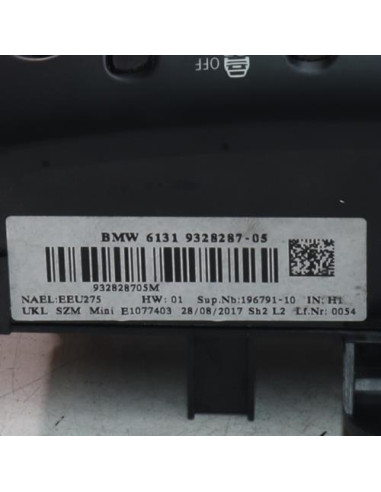 OFF
BMW 6131 9328287-05
932828705M
NAEL:EEU275 HW: 01 Sup.Nb:196791-10 IN: H1
UKL SZM Mini E1077403 28/08/2017 Sh2 L2 Lf.Nr: 0054